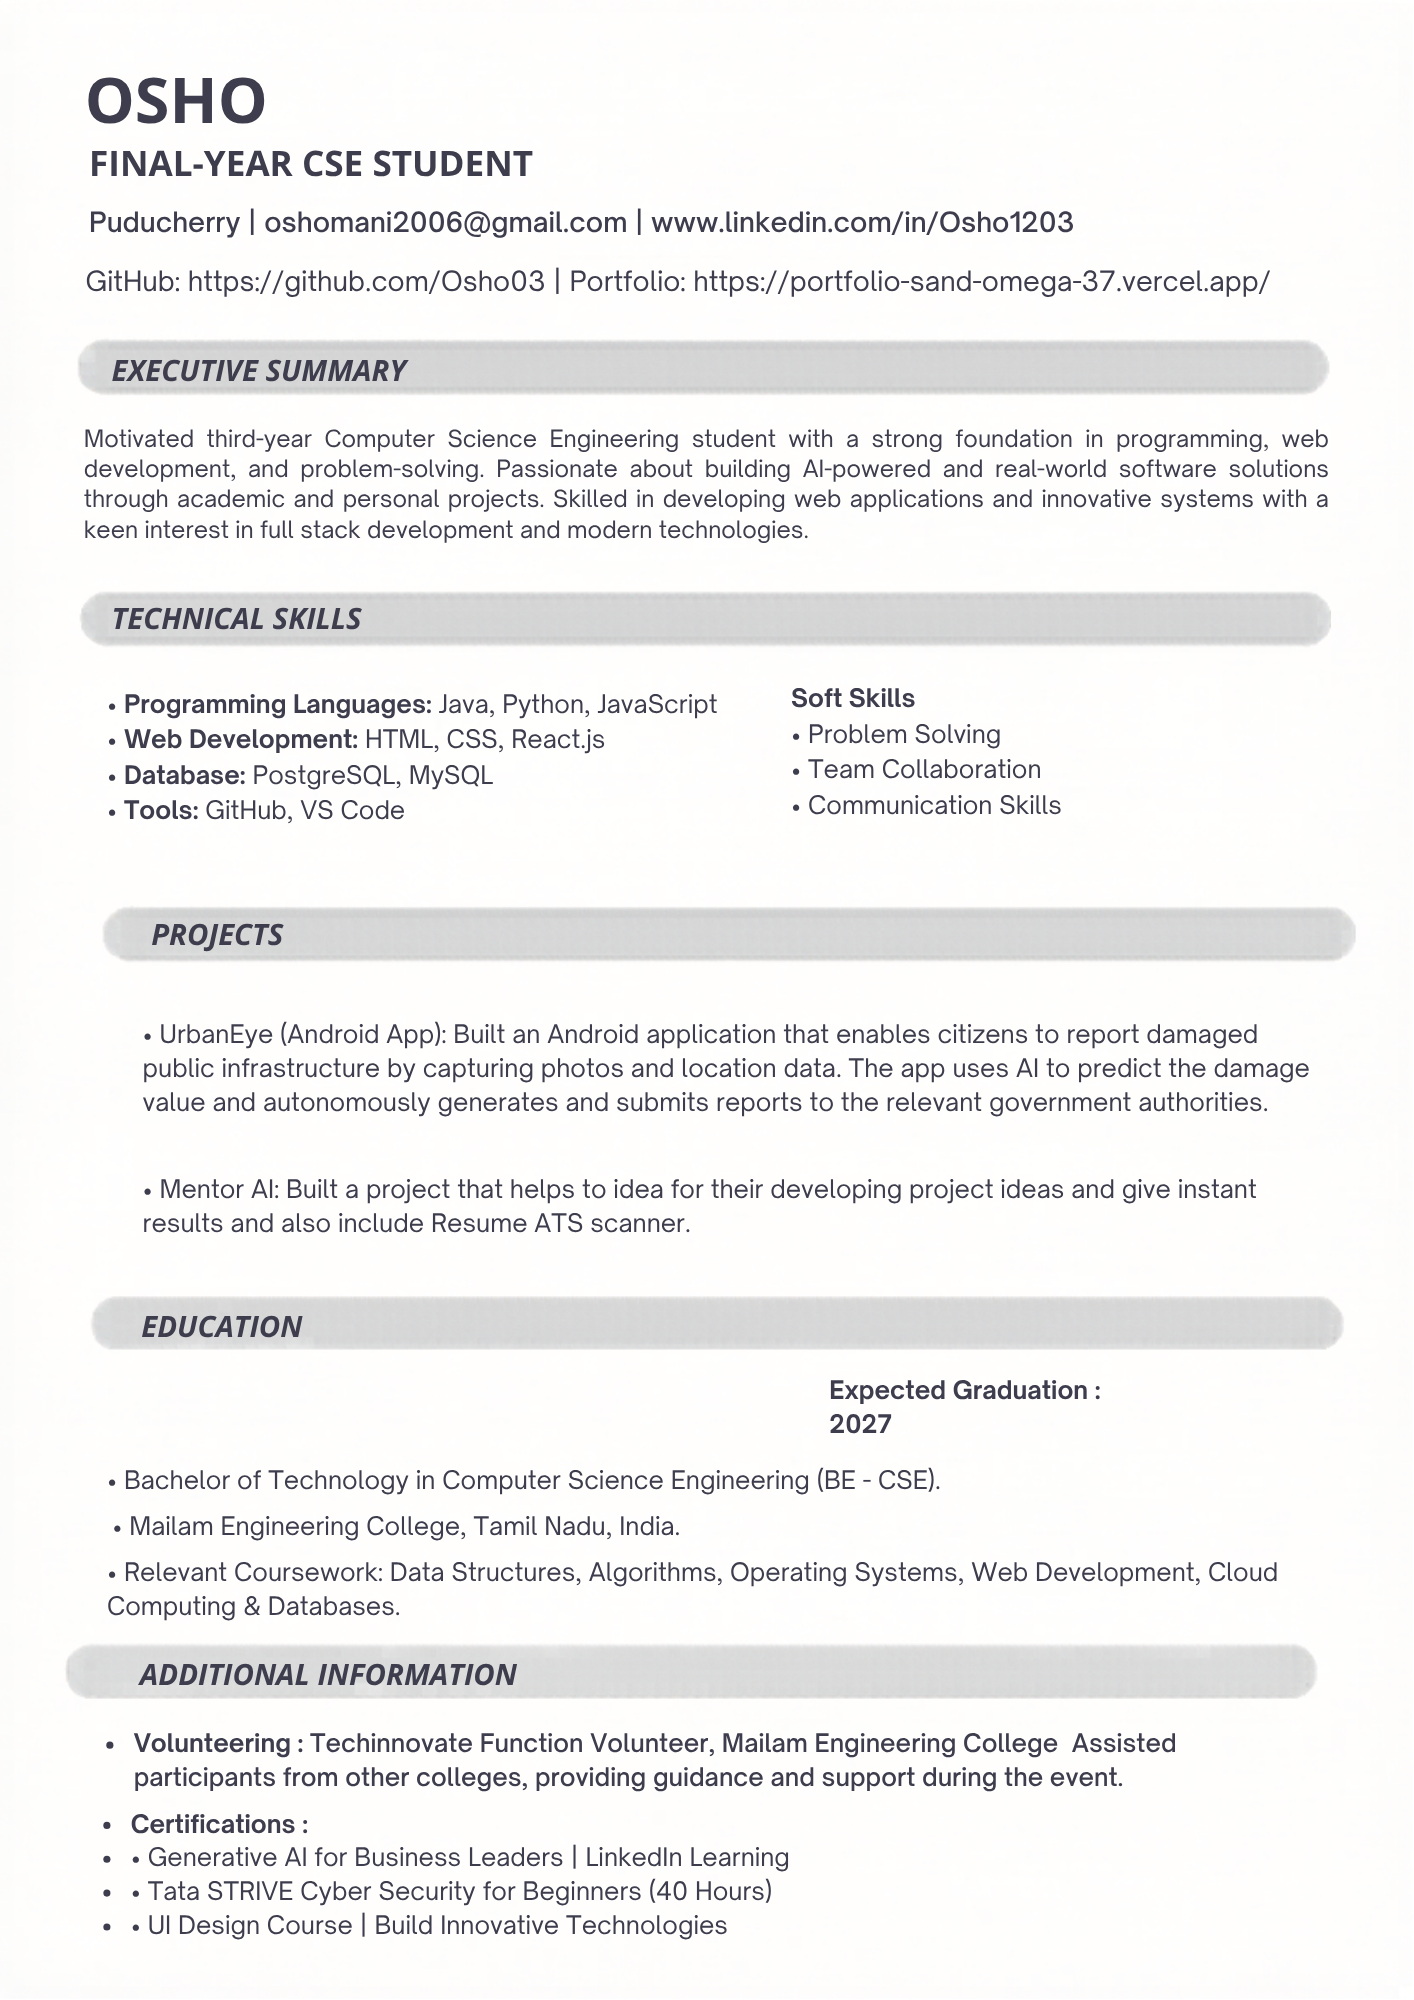 OSHO
FINAL-YEAR CSE STUDENT
Puducherry | oshomani2006@gmail.com | www.linkedin.com/in/Osho1203
GitHub: https://github.com/Osho03 | Portfolio: https://portfolio-sand-omega-37.vercel.app/
EXECUTIVE SUMMARY
Motivated third-year Computer Science Engineering student with a strong foundation in programming, web
development, and problem-solving. Passionate about building AI-powered and real-world software solutions
through academic and personal projects. Skilled in developing web applications and innovative systems with a
keen interest in full stack development and modern technologies.
TECHNICAL SKILLS
• Programming Languages: Java, Python, JavaScript
• Web Development: HTML, CSS, React.js
• Database: PostgreSQL, MySQL
• Tools: GitHub, VS Code
Soft Skills
• Problem Solving
• Team Collaboration
• Communication Skills
PROJECTS
• UrbanEye (Android App): Built an Android application that enables citizens to report damaged
public infrastructure by capturing photos and location data. The app uses AI to predict the damage
value and autonomously generates and submits reports to the relevant government authorities.
• Mentor AI: Built a project that helps to idea for their developing project ideas and give instant
results and also include Resume ATS scanner.
EDUCATION
Expected Graduation :
2027
• Bachelor of Technology in Computer Science Engineering (BE - CSE).
• Mailam Engineering College, Tamil Nadu, India.
• Relevant Coursework: Data Structures, Algorithms, Operating Systems, Web Development, Cloud
Computing & Databases.
ADDITIONAL INFORMATION
• Volunteering : Techinnovate Function Volunteer, Mailam Engineering College  Assisted
participants from other colleges, providing guidance and support during the event.
• Certifications :
• • Generative AI for Business Leaders | LinkedIn Learning
• • Tata STRIVE Cyber Security for Beginners (40 Hours)
• • UI Design Course | Build Innovative Technologies